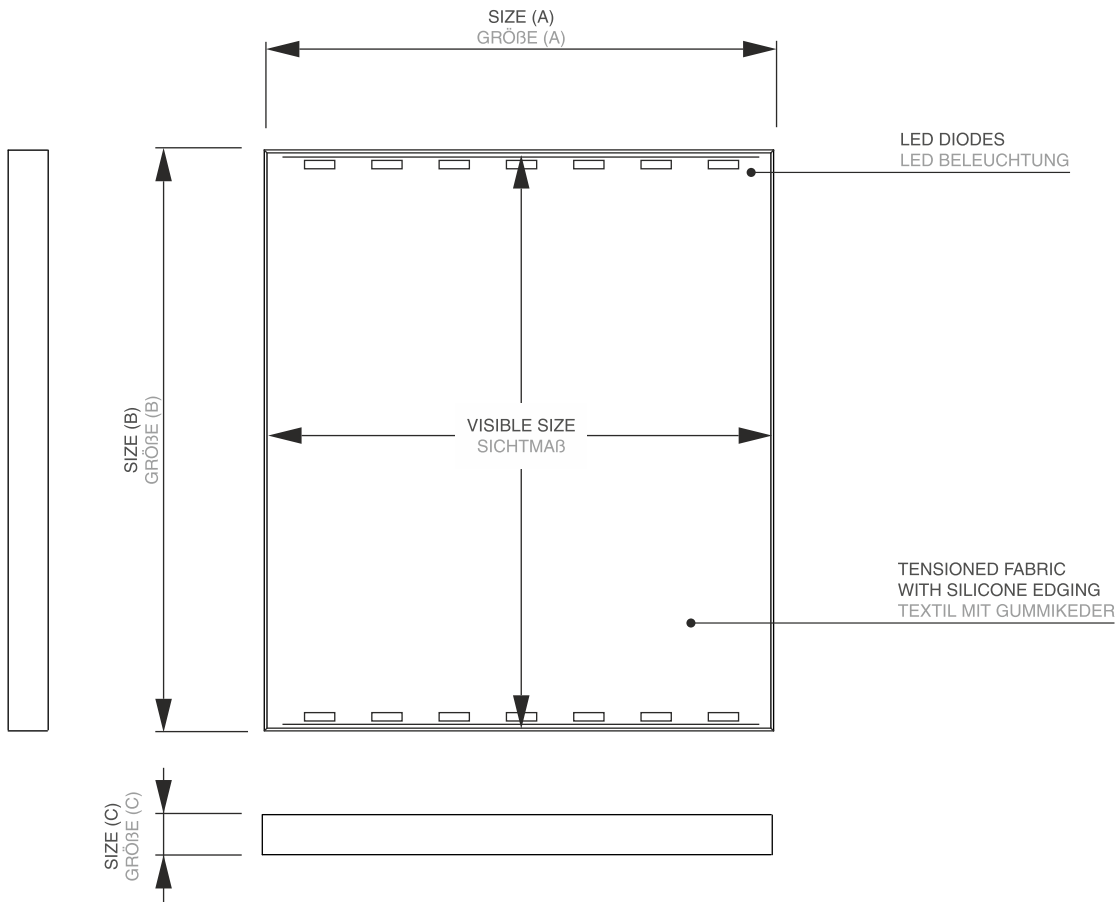 SIZE (A)
GRÖßE (A)
LED DIODES
LED BELEUCHTUNG
SIZE (B)
GRÖßE (B)
VISIBLE SIZE
SICHTMAß
TENSIONED FABRIC
WITH SILICONE EDGING
TEXTIL MIT GUMMIKEDER
SIZE (C)
GRÖßE (C)